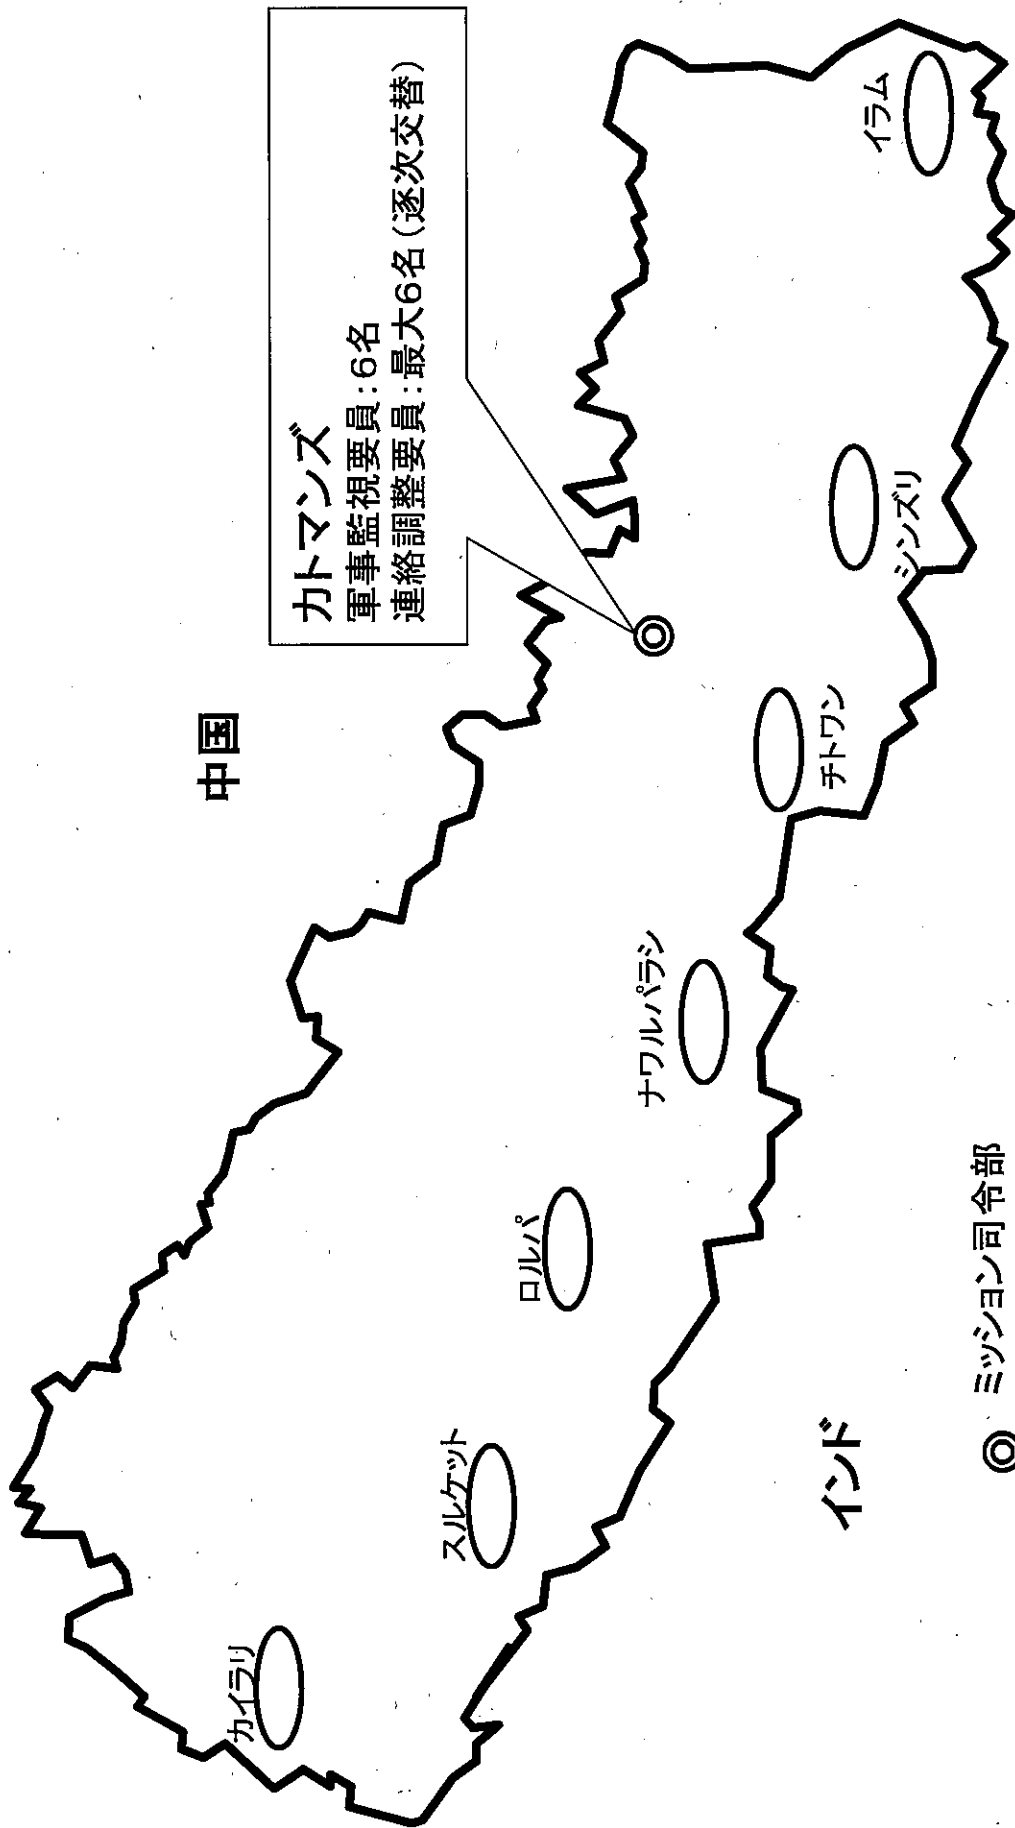 中国
カトマンズ
軍事監視要員：6名
連絡調整要員：最大6名（逐次交替）
カイラリ
スルケット
ロルパ
ナワルパラシ
チトワン
シンズリ
イラム
インド
◎ ミッション司令部